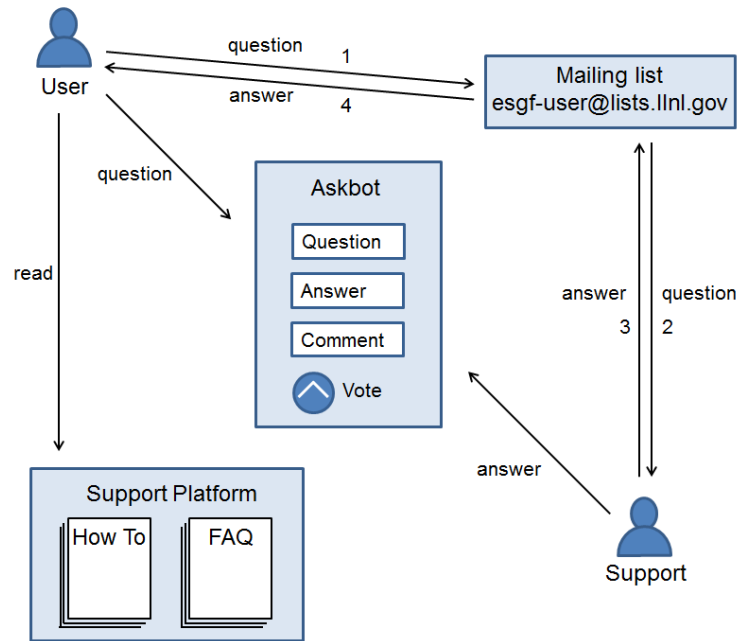 question
1
User
answer
4
Mailing list
esgf-user@lists.llnl.gov
question
Askbot
Question
read
Answer
answer
question
3
2
Comment
Vote
answer
Support Platform
How To
FAQ
Support